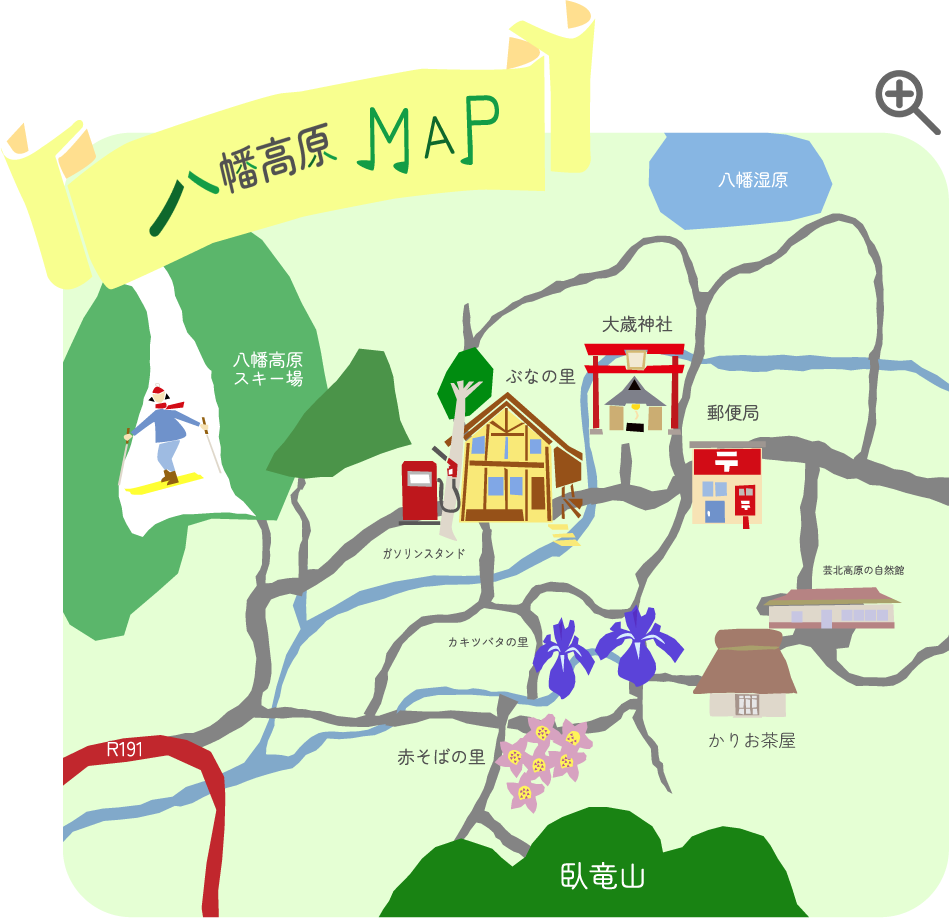 八幡高原 MAP
八幡湿原
大歳神社
八幡高原
スキー場
ぶなの里
郵便局
ガソリンスタンド
芸北高原の自然館
カキツバタの里
R191
かりお茶屋
赤そばの里
臥竜山